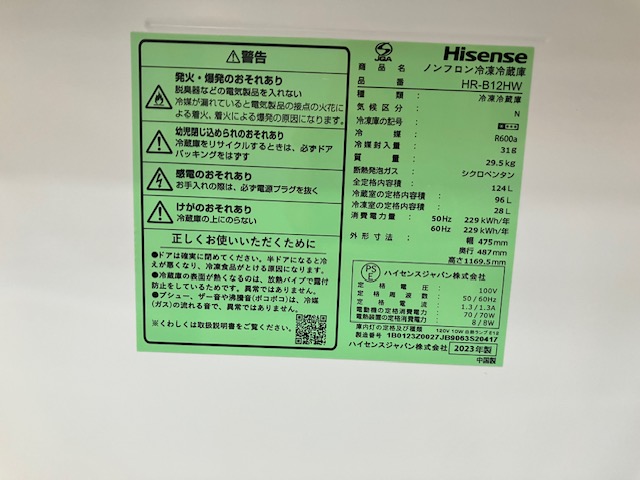 ⚠警告
発火・爆発のおそれあり
脱臭器などの電気製品を入れない
冷媒が漏れていると電気製品の接点の火花に
よる着火、着火による爆発の原因になります。
幼児閉じ込められのおそれあり
冷蔵庫をリサイクルするときは、必ずドア
パッキングをはずす
感電のおそれあり
お手入れの際は、必ず電源プラグを抜く
けがのおそれあり
冷蔵庫の上にのらない
正しくお使いいただくために
●ドアは確実に閉めてください。半ドアになると冷
えが悪くなり、冷凍食品がとける原因になります。
●冷蔵庫の表面が熱くなるのは、放熱パイプで露付
防止をしているためです。異常ではありません。
●プシュー、ザー音や沸騰音(ポコポコ)は、冷媒
(ガス)の流れる音で、異常ではありません。
※くわしくは取扱説明書をご覧ください。
JQA
Hisense
商品名 ノンフロン冷凍冷蔵庫
品番 HR-B12HW
種類 冷凍冷蔵庫
気候区分 N
冷凍庫の記号
冷媒 R600a
冷媒封入量 31g
質量 29.5kg
断熱発泡ガス シクロペンタン
全定格内容積 124L
冷蔵室の定格内容積 96L
冷凍室の定格内容積 28L
消費電力量 50Hz 229kWh/年
60Hz 229kWh/年
外形寸法 幅 475mm
奥行 487mm
高さ 1169.5mm
PSE ハイセンスジャパン株式会社
定格電圧: 100V
定格周波数: 50/60Hz
定格電流: 1.3/1.3A
電動機の定格消費電力: 70/70W
電熱装置の定格消費電力: 8/8W
庫内灯の定格及び種類 120V 10W
製造番号: 1B0123Z0027JB9063S20417
ハイセンスジャパン株式会社 2023年製
中国製